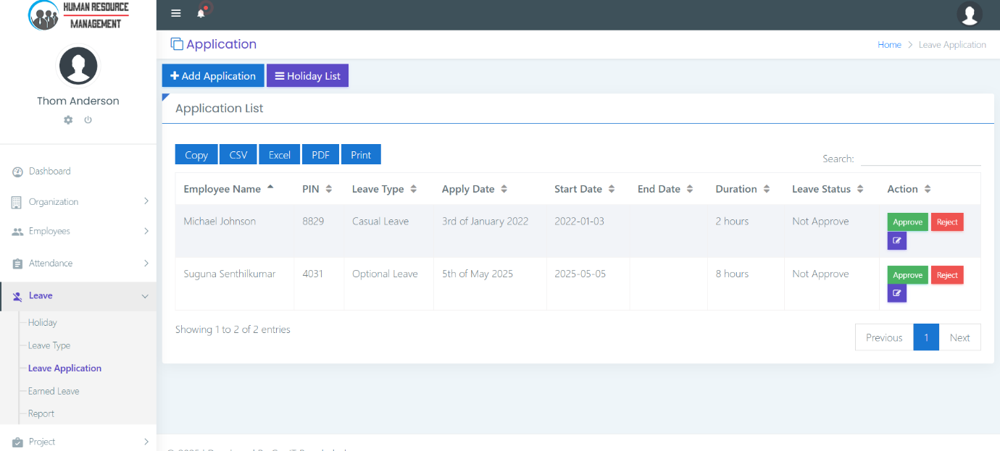 HUMAN RESOURCE
MANAGEMENT
Thom Anderson
Dashboard
Organization
Employees
Attendance
Leave
Holiday
Leave Type
Leave Application
Earned Leave
Report
Project
Application
Home > Leave Application
Add Application Holiday List
Application List
Copy CSV Excel PDF Print
Search:
Employee Name PIN Leave Type Apply Date Start Date End Date Duration Leave Status Action
Michael Johnson 8829 Casual Leave 3rd of January 2022 2022-01-03 2 hours Not Approve Approve Reject
Suguna Senthilkumar 4031 Optional Leave 5th of May 2025 2025-05-05 8 hours Not Approve Approve Reject
Showing 1 to 2 of 2 entries
Previous 1 Next